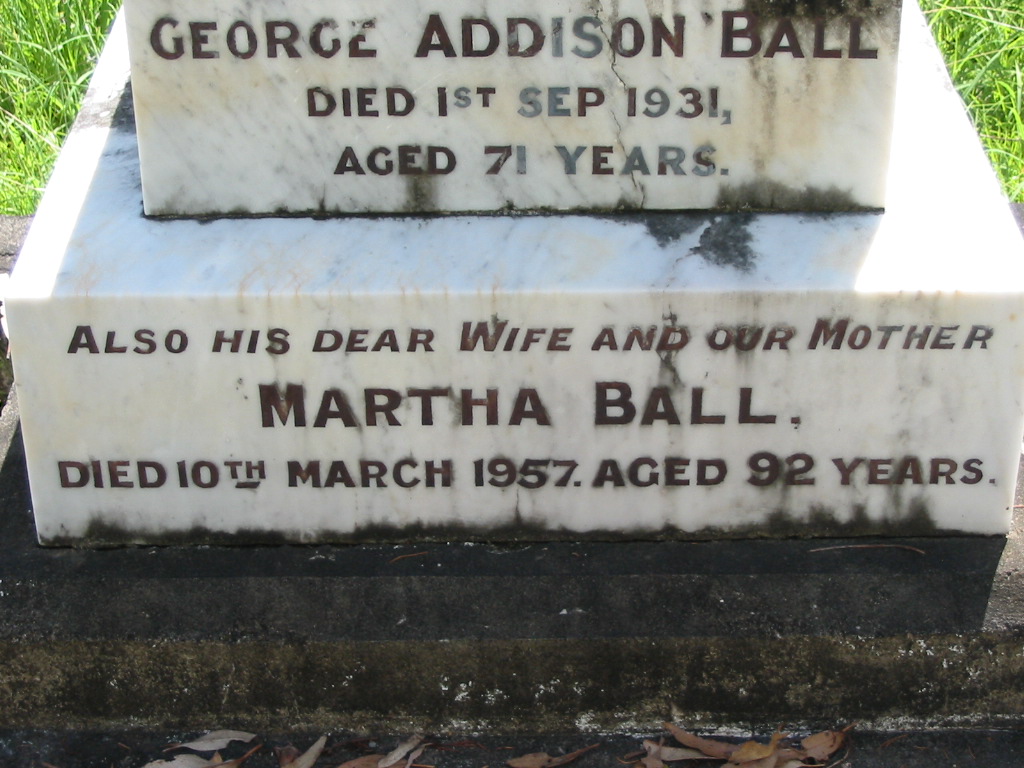 GEORGE ADDISON BALL
DIED 1ST SEP 1931,
AGED 71 YEARS.
ALSO HIS DEAR WIFE AND OUR MOTHER
MARTHA BALL.
DIED 10TH MARCH 1957. AGED 92 YEARS.